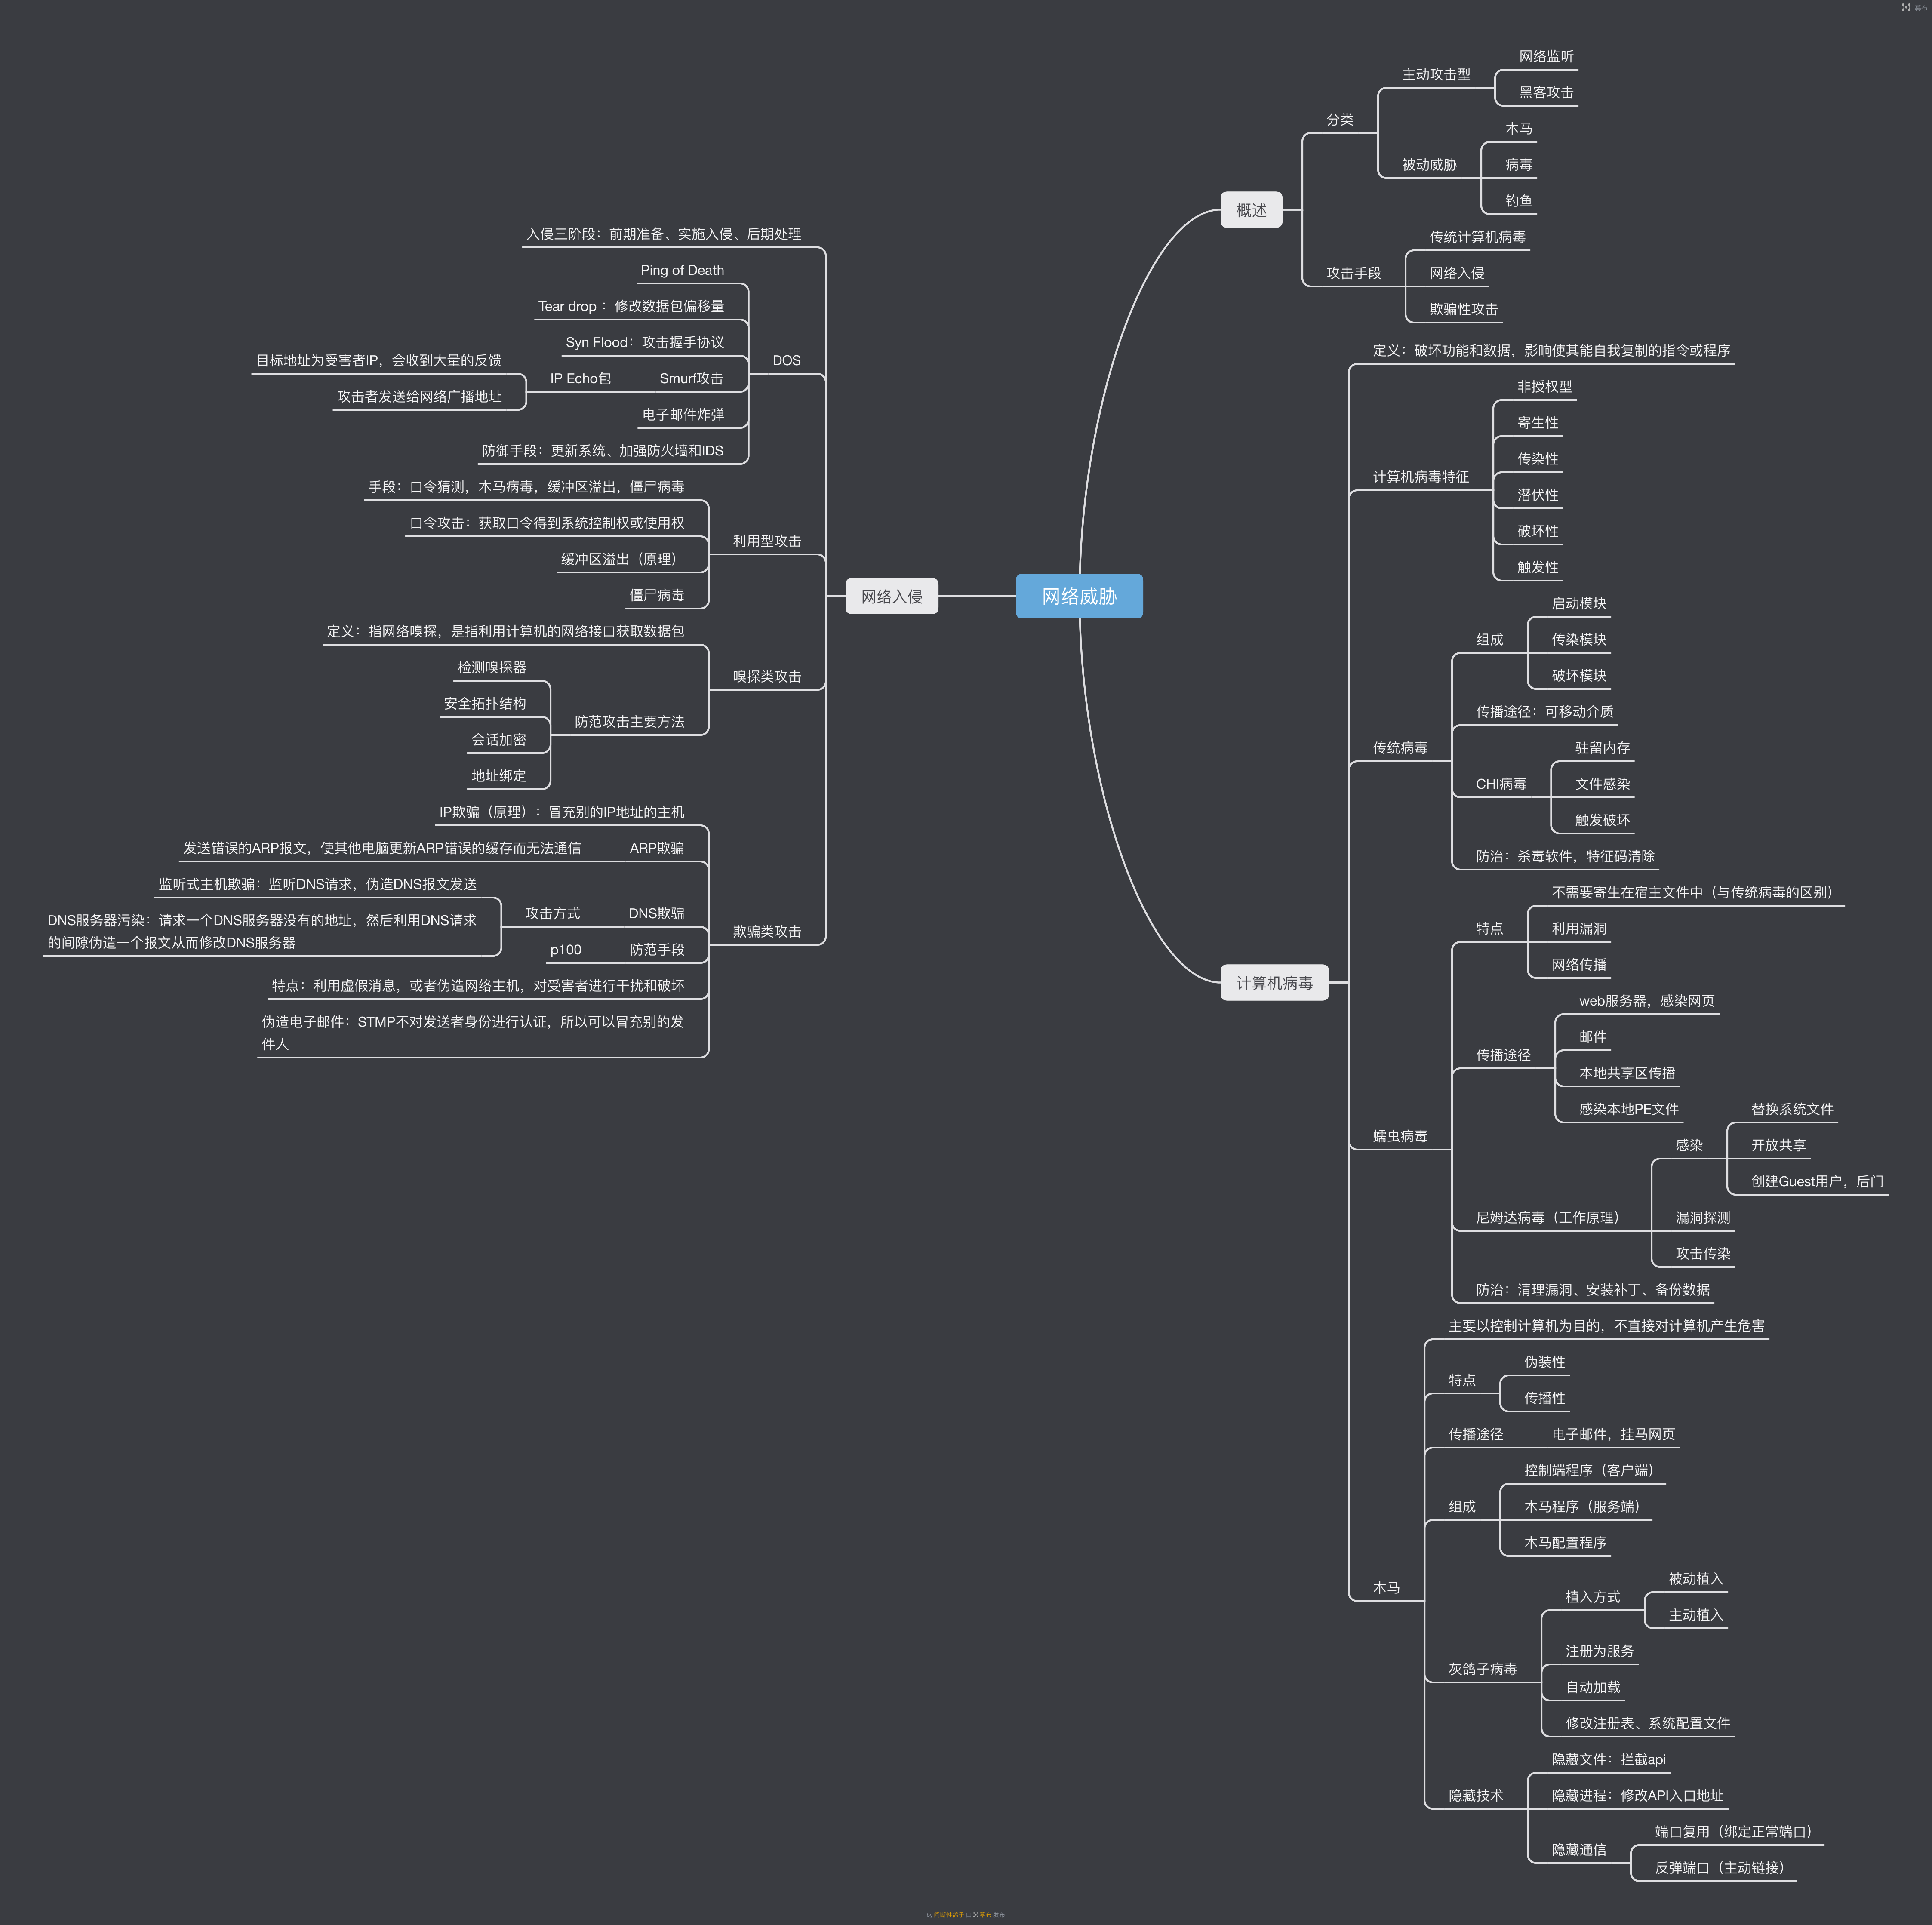 幕布
网络威胁
概述
分类
主动攻击型
网络监听
黑客攻击
被动威胁
木马
病毒
钓鱼
攻击手段
传统计算机病毒
网络入侵
欺骗性攻击
计算机病毒
定义：破坏功能和数据，影响使其能自我复制的指令或程序
计算机病毒特征
非授权型
寄生性
传染性
潜伏性
破坏性
触发性
传统病毒
组成
启动模块
传染模块
破坏模块
传播途径：可移动介质
CHI病毒
驻留内存
文件感染
触发破坏
防治：杀毒软件，特征码清除
蠕虫病毒
特点
不需要寄生在宿主文件中（与传统病毒的区别）
利用漏洞
网络传播
传播途径
web服务器，感染网页
邮件
本地共享区传播
感染本地PE文件
尼姆达病毒（工作原理）
感染
替换系统文件
开放共享
创建Guest用户，后门
漏洞探测
攻击传染
防治：清理漏洞、安装补丁、备份数据
木马
主要以控制计算机为目的，不直接对计算机产生危害
特点
伪装性
传播性
传播途径
电子邮件，挂马网页
组成
控制端程序（客户端）
木马程序（服务端）
木马配置程序
灰鸽子病毒
植入方式
被动植入
主动植入
注册为服务
自动加载
修改注册表、系统配置文件
隐藏技术
隐藏文件：拦截api
隐藏进程：修改API入口地址
隐藏通信
端口复用（绑定正常端口）
反弹端口（主动链接）
网络入侵
入侵三阶段：前期准备、实施入侵、后期处理
DOS
Ping of Death
Tear drop ：修改数据包偏移量
Syn Flood：攻击握手协议
Smurf攻击
IP Echo包
目标地址为受害者IP，会收到大量的反馈
攻击者发送给网络广播地址
电子邮件炸弹
防御手段：更新系统、加强防火墙和IDS
利用型攻击
手段：口令猜测，木马病毒，缓冲区溢出，僵尸病毒
口令攻击：获取口令得到系统控制权或使用权
缓冲区溢出（原理）
僵尸病毒
嗅探类攻击
定义：指网络嗅探，是指利用计算机的网络接口获取数据包
防范攻击主要方法
检测嗅探器
安全拓扑结构
会话加密
地址绑定
欺骗类攻击
IP欺骗（原理）：冒充别的IP地址的主机
ARP欺骗
发送错误的ARP报文，使其他电脑更新ARP错误的缓存而无法通信
DNS欺骗
攻击方式
监听式主机欺骗：监听DNS请求，伪造DNS报文发送
DNS服务器污染：请求一个DNS服务器没有的地址，然后利用DNS请求
的间隙伪造一个报文从而修改DNS服务器
防范手段
p100
特点：利用虚假消息，或者伪造网络主机，对受害者进行干扰和破坏
伪造电子邮件：STMP不对发送者身份进行认证，所以可以冒充别的发
件人
by 间断性鸽子 由 幕布 发布